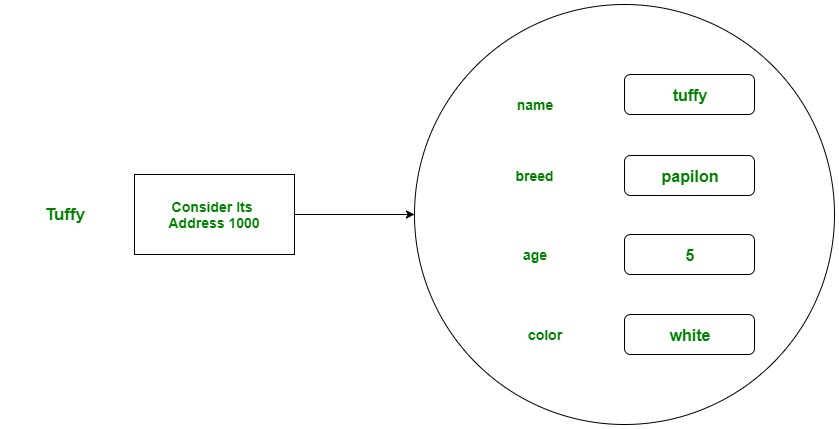 Tuffy
Consider Its
Address 1000
name
tuffy
breed
papilon
age
5
color
white